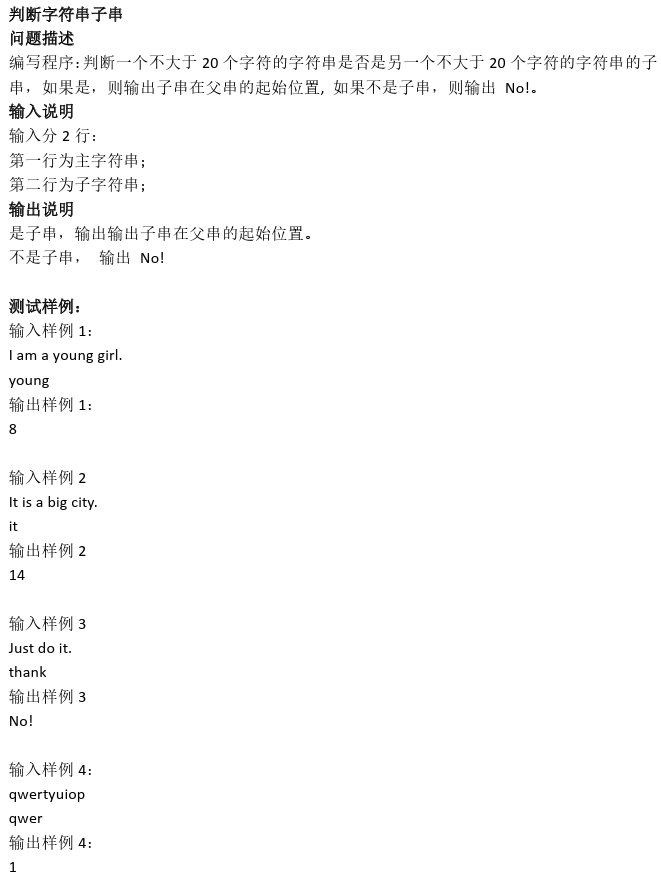 判断字符串子串
问题描述
编写程序：判断一个不大于 20 个字符的字符串是否是另一个不大于 20 个字符的字符串的子
串，如果是，则输出子串在父串的起始位置, 如果不是子串，则输出 No!。
输入说明
输入分 2 行：
第一行为主字符串；
第二行为子字符串；
输出说明
是子串，输出输出子串在父串的起始位置。
不是子串， 输出 No!
测试样例：
输入样例 1：
I am a young girl.
young
输出样例 1：
8
输入样例 2
It is a big city.
it
输出样例 2
14
输入样例 3
Just do it.
thank
输出样例 3
No!
输入样例 4：
qwertyuiop
qwer
输出样例 4：
1